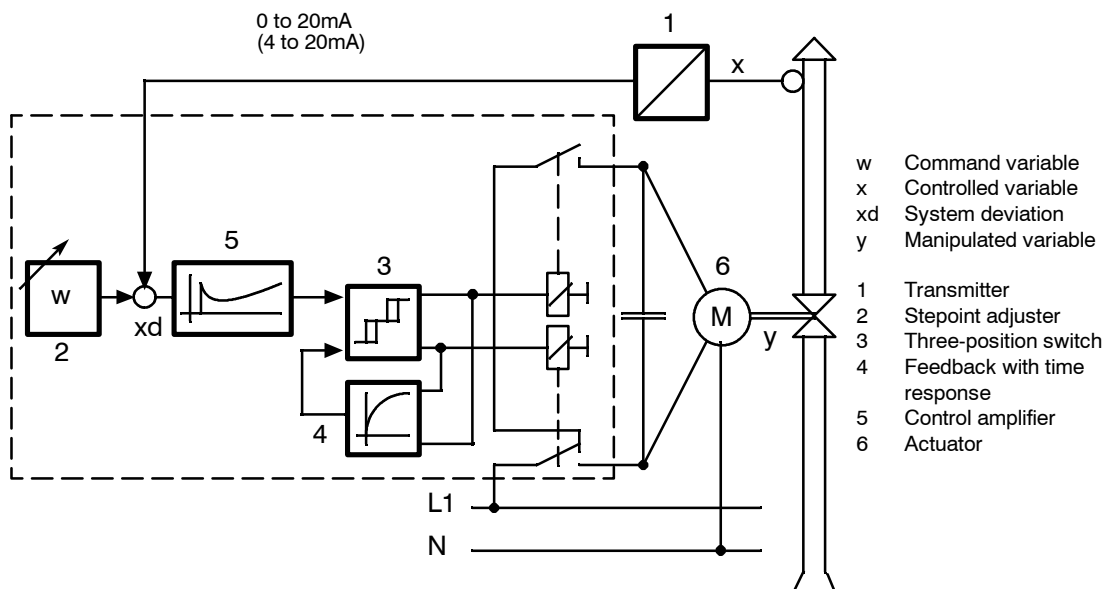 0 to 20mA
(4 to 20mA)
1
x
5
3
6
w
xd
2
4
M
y
L1
N
w Command variable
x Controlled variable
xd System deviation
y Manipulated variable
1 Transmitter
2 Stepoint adjuster
3 Three-position switch
4 Feedback with time
response
5 Control amplifier
6 Actuator